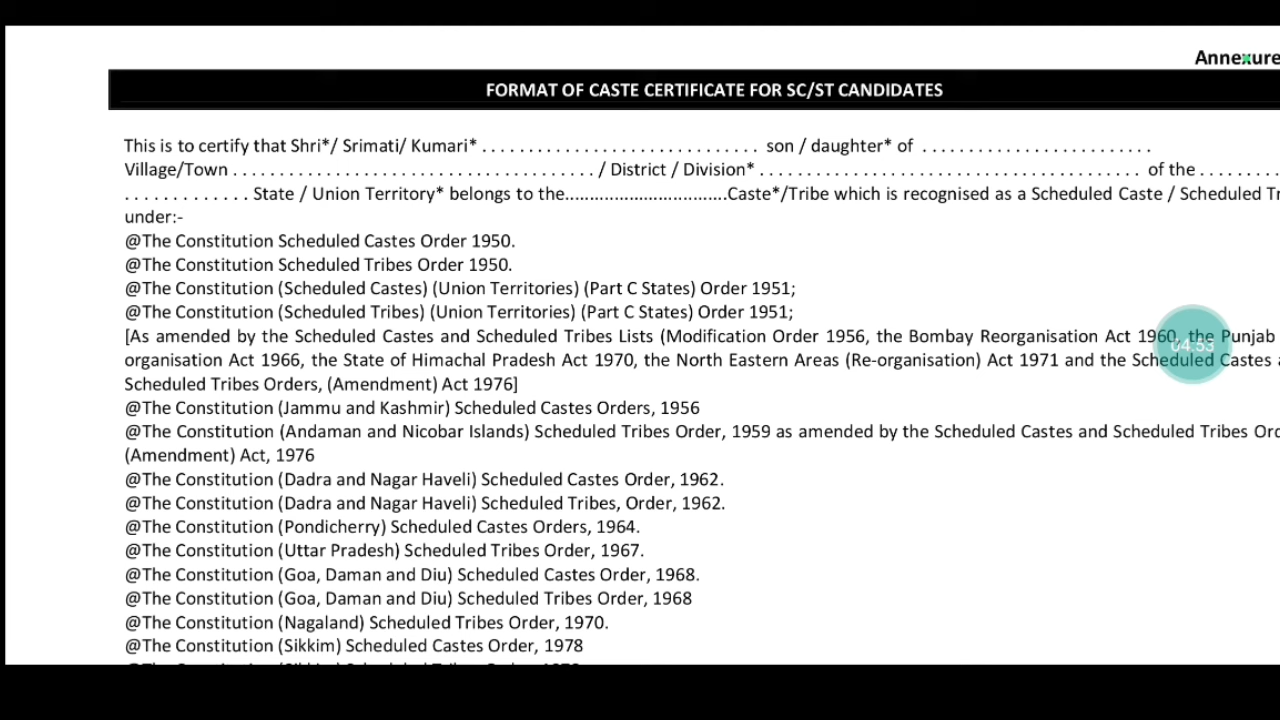 Annexure
FORMAT OF CASTE CERTIFICATE FOR SC/ST CANDIDATES
This is to certify that Shri*/ Srimati/ Kumari* . . . . . . . . . . . . . . . . . . . . . . . . . . . . . . son / daughter* of . . . . . . . . . . . . . . . . . . . . . . . . .
Village/Town . . . . . . . . . . . . . . . . . . . . . . . . . . . . . . . . . . . . . . . / District / Division* . . . . . . . . . . . . . . . . . . . . . . . . . . . . . . . . . . . . . . . . . of the . . . . . . . . .
. . . . . . . . . . . . . State / Union Territory* belongs to the.................................Caste*/Tribe which is recognised as a Scheduled Caste / Scheduled
under:-
@The Constitution Scheduled Castes Order 1950.
@The Constitution Scheduled Tribes Order 1950.
@The Constitution (Scheduled Castes) (Union Territories) (Part C States) Order 1951;
@The Constitution (Scheduled Tribes) (Union Territories) (Part C States) Order 1951;
[As amended by the Scheduled Castes and Scheduled Tribes Lists (Modification Order 1956, the Bombay Reorganisation Act 1960, the Punjab
organisation Act 1966, the State of Himachal Pradesh Act 1970, the North Eastern Areas (Re-organisation) Act 1971 and the Scheduled Castes
04:53
Scheduled Tribes Orders, (Amendment) Act 1976]
@The Constitution (Jammu and Kashmir) Scheduled Castes Orders, 1956
@The Constitution (Andaman and Nicobar Islands) Scheduled Tribes Order, 1959 as amended by the Scheduled Castes and Scheduled Tribes
(Amendment) Act, 1976
@The Constitution (Dadra and Nagar Haveli) Scheduled Castes Order, 1962.
@The Constitution (Dadra and Nagar Haveli) Scheduled Tribes, Order, 1962.
@The Constitution (Pondicherry) Scheduled Castes Orders, 1964.
@The Constitution (Uttar Pradesh) Scheduled Tribes Order, 1967.
@The Constitution (Goa, Daman and Diu) Scheduled Castes Order, 1968.
@The Constitution (Goa, Daman and Diu) Scheduled Tribes Order, 1968
@The Constitution (Nagaland) Scheduled Tribes Order, 1970.
@The Constitution (Sikkim) Scheduled Castes Order, 1978